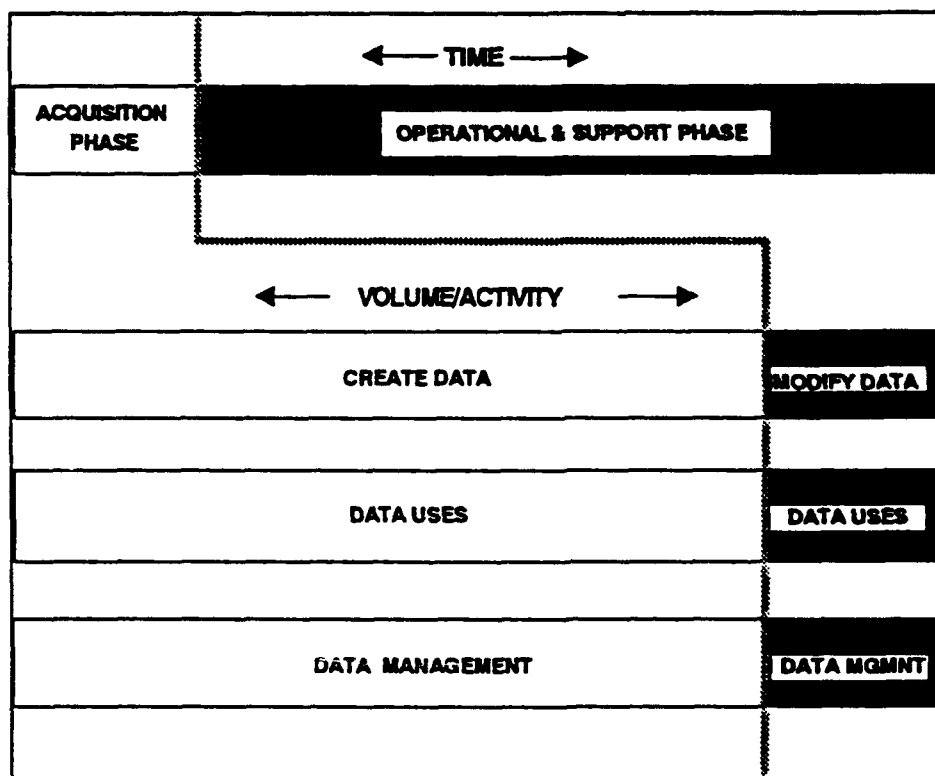 TIME
ACQUISITION
PHASE
OPERATIONAL & SUPPORT PHASE
VOLUME/ACTIVITY
CREATE DATA
MODIFY DATA
DATA USES
DATA USES
DATA MANAGEMENT
DATA MGMNT